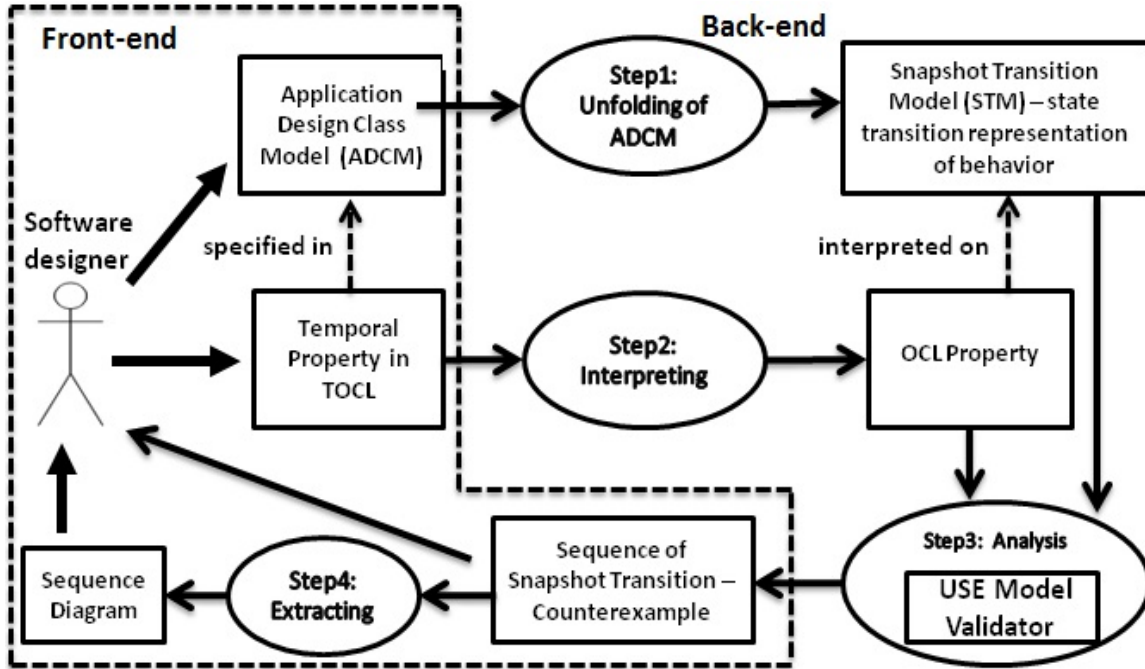 Front-end
Back-end
Application
Design Class
Model (ADCM)
Step1:
Unfolding of
ADCM
Snapshot Transition
Model (STM) – state
transition representation
of behavior
Software
designer
specified in
interpreted on
Temporal
Property in
TOCL
Step2:
Interpreting
OCL Property
Sequence
Diagram
Step4:
Extracting
Sequence of
Snapshot Transition –
Counterexample
Step3: Analysis
USE Model
Validator